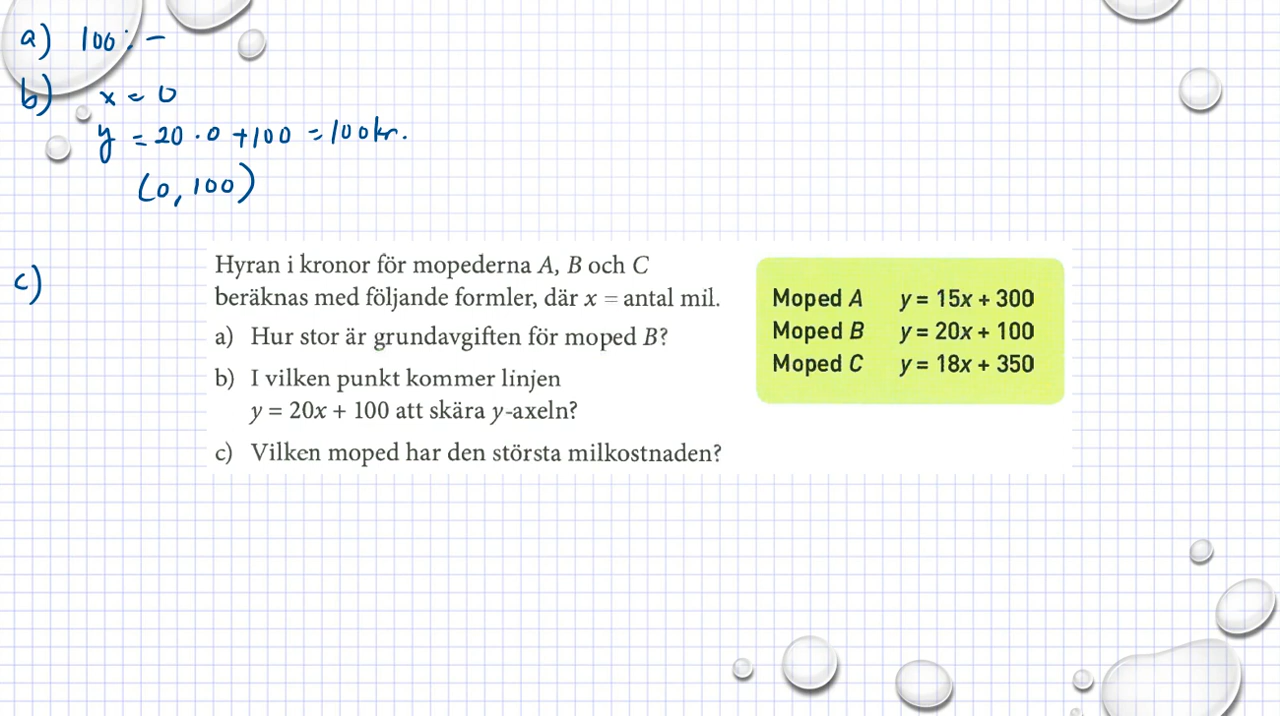 a) 100:-
b) x = 0
y = 20 · 0 + 100 = 100 kr.
(0, 100)
c)
Hyran i kronor för mopederna A, B och C
beräknas med följande formler, där x = antal mil.
a) Hur stor är grundavgiften för moped B?
b) I vilken punkt kommer linjen
y = 20x + 100 att skära y-axeln?
c) Vilken moped har den största milkostnaden?
Moped A y = 15x + 300
Moped B y = 20x + 100
Moped C y = 18x + 350